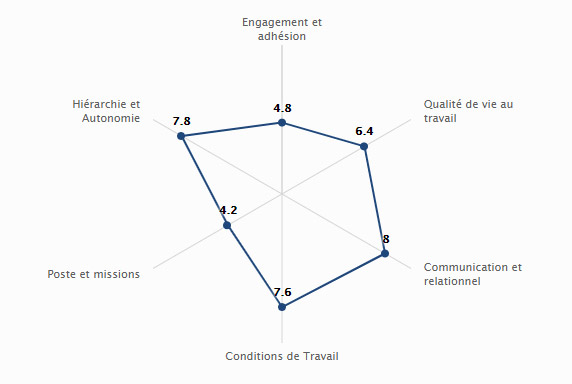 Engagement et
adhésion
Hiérarchie et
Autonomie
Qualité de vie au
travail
7.8
4.8
6.4
4.2
8
Poste et missions
Communication et
relationnel
7.6
Conditions de Travail